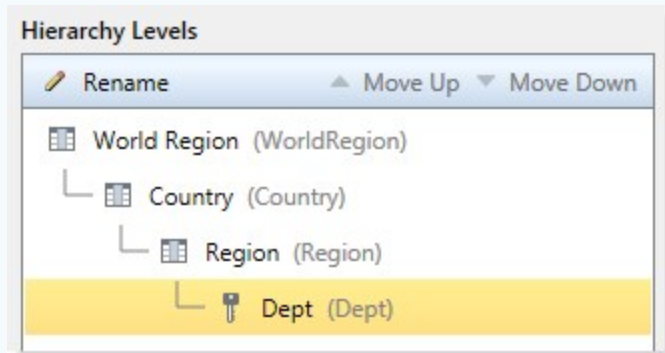 Hierarchy Levels
Rename Move Up Move Down
World Region (WorldRegion)
Country (Country)
Region (Region)
Dept (Dept)